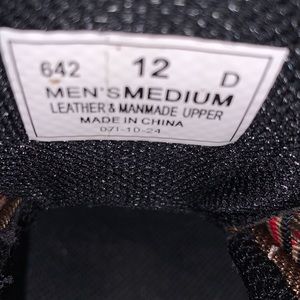 642 12 D
MEN'S MEDIUM
LEATHER & MANMADE UPPER
MADE IN CHINA
071-10-24